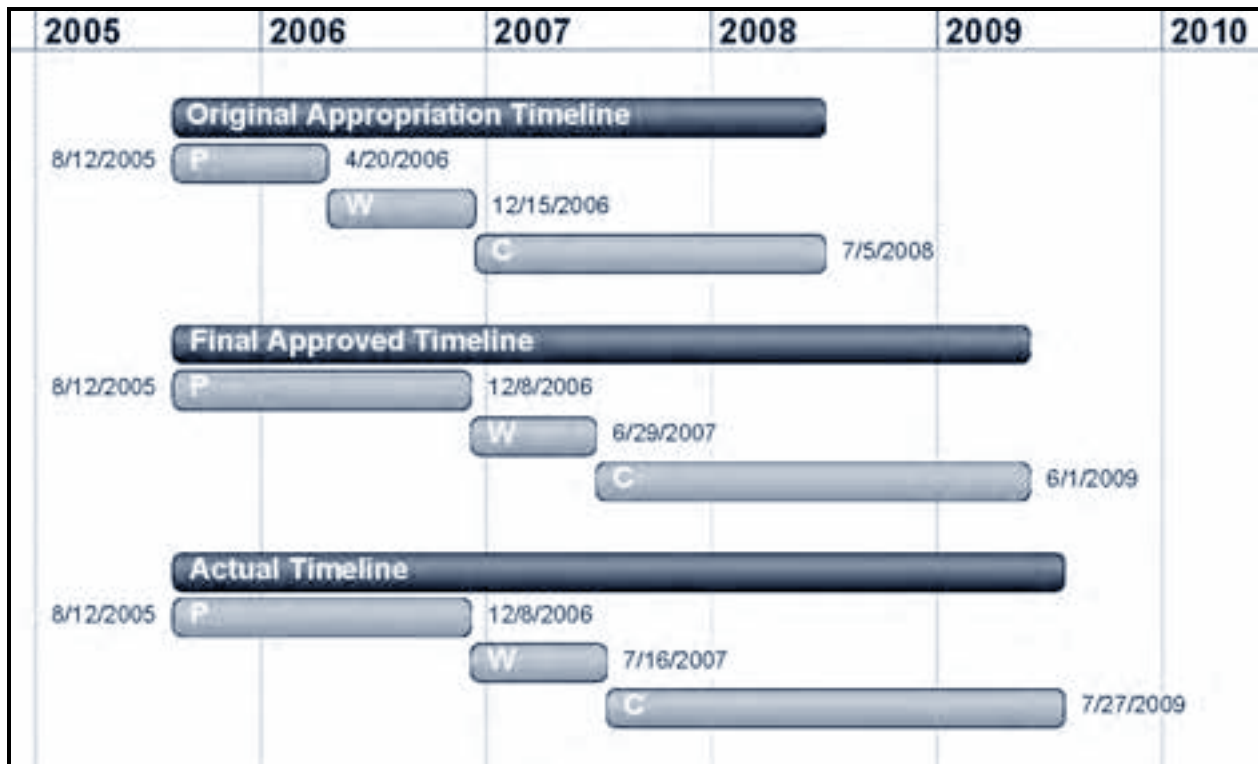 2005 2006 2007 2008 2009 2010
Original Appropriation Timeline
8/12/2005 P 4/20/2006
W 12/15/2006
C 7/5/2008
Final Approved Timeline
8/12/2005 P 12/8/2006
W 6/29/2007
C 6/1/2009
Actual Timeline
8/12/2005 P 12/8/2006
W 7/16/2007
C 7/27/2009